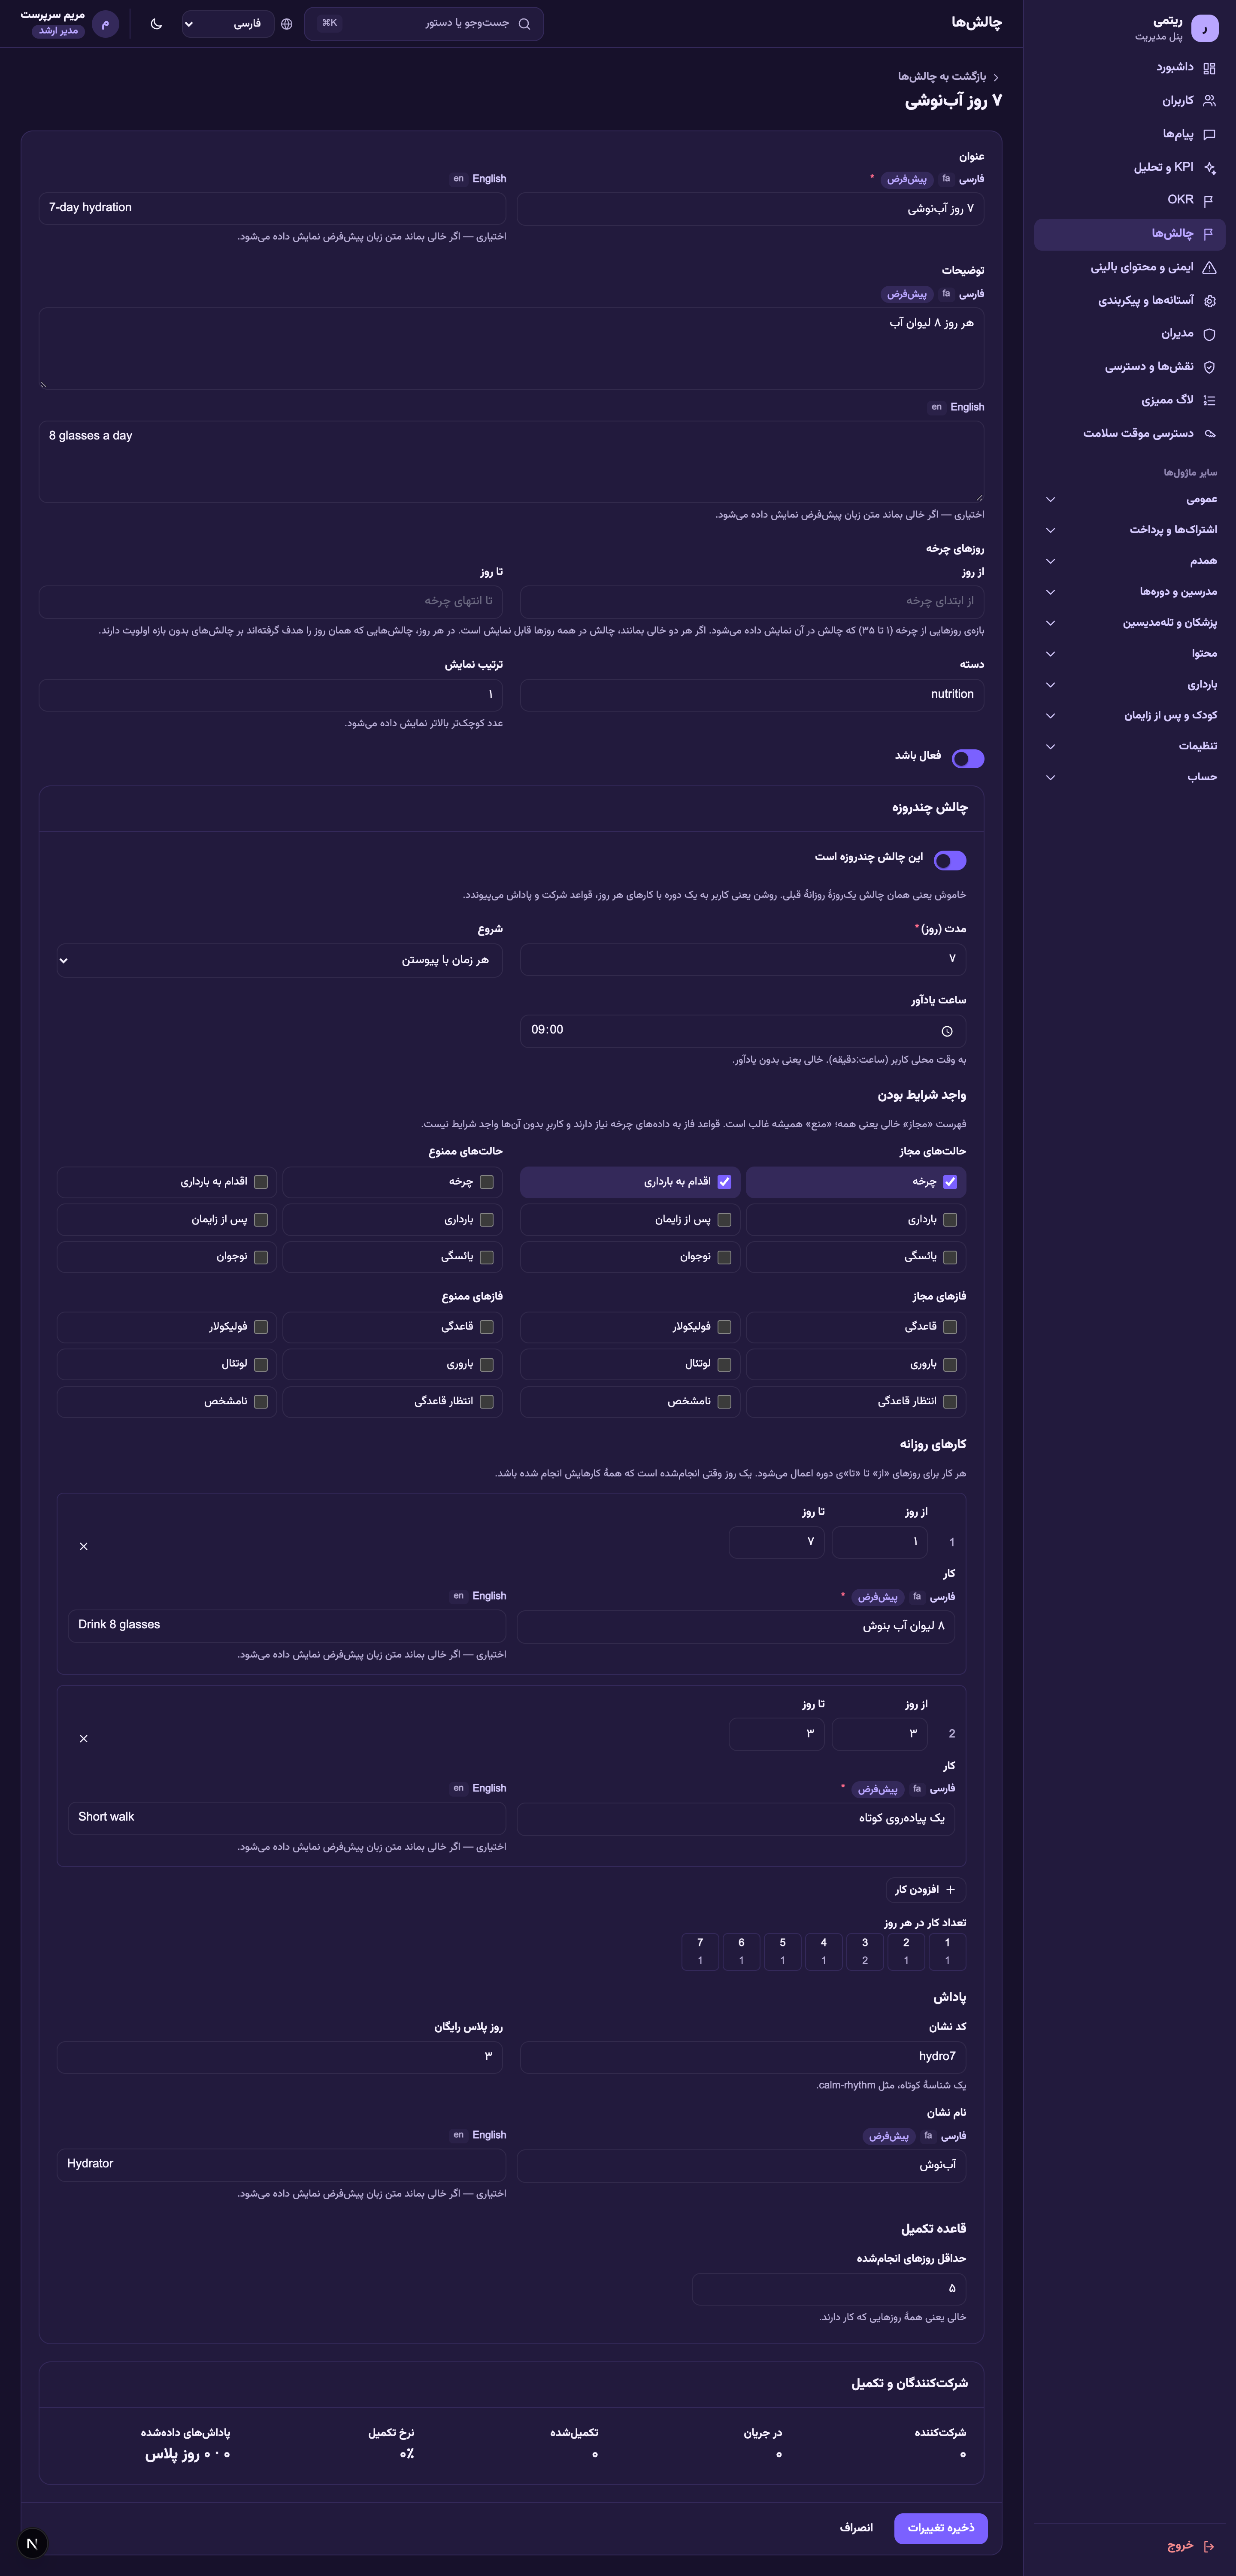 ر
ریتمی
پنل مدیریت
داشبورد
کاربران
پیام‌ها
KPI و تحلیل
OKR
چالش‌ها
ایمنی و محتوای بالینی
آستانه‌ها و پیکربندی
مدیران
نقش‌ها و دسترسی
لاگ ممیزی
دسترسی موقت سلامت
سایر ماژول‌ها
عمومی
اشتراک‌ها و پرداخت
همدم
مدرسین و دوره‌ها
پزشکان و تله‌مدیسین
محتوا
بارداری
کودک و پس از زایمان
تنظیمات
حساب
خروج
چالش‌ها
جست‌وجو یا دستور
⌘K
فارسی
م
مریم سرپرست
مدیر ارشد
بازگشت به چالش‌ها
۷ روز آب‌نوشی
عنوان
فارسی fa پیش‌فرض *
English en
۷ روز آب‌نوشی
7-day hydration
اختیاری — اگر خالی بماند متن زبان پیش‌فرض نمایش داده می‌شود.
توضیحات
فارسی fa پیش‌فرض
هر روز ۸ لیوان آب
English en
8 glasses a day
اختیاری — اگر خالی بماند متن زبان پیش‌فرض نمایش داده می‌شود.
روزهای چرخه
از روز
تا روز
از ابتدای چرخه
تا انتهای چرخه
بازه‌ی روزهایی از چرخه (۱ تا ۳۵) که چالش در آن نمایش داده می‌شود. اگر هر دو خالی بمانند، چالش در همه روزها قابل نمایش است. در هر روز، چالش‌هایی که همان روز را هدف گرفته‌اند بر چالش‌های بدون بازه اولویت دارند.
دسته
ترتیب نمایش
nutrition
۱
عدد کوچک‌تر بالاتر نمایش داده می‌شود.
فعال باشد
چالش چندروزه
این چالش چندروزه است
خاموش یعنی همان چالش یک‌روزهٔ روزانهٔ قبلی. روشن یعنی کاربر به یک دوره با کارهای هر روز، قواعد شرکت و پاداش می‌پیوندد.
مدت (روز) *
شروع
۷
هر زمان با پیوستن
ساعت یادآور
09:00
به وقت محلی کاربر (ساعت:دقیقه). خالی یعنی بدون یادآور.
واجد شرایط بودن
فهرست «مجاز» خالی یعنی همه؛ «منع» همیشه غالب است. قواعد فاز به داده‌های چرخه نیاز دارند و کاربرِ بدون آن‌ها واجد شرایط نیست.
حالت‌های مجاز
حالت‌های ممنوع
چرخه
اقدام به بارداری
چرخه
اقدام به بارداری
بارداری
پس از زایمان
بارداری
پس از زایمان
یائسگی
نوجوان
یائسگی
نوجوان
فازهای مجاز
فازهای ممنوع
قاعدگی
فولیکولار
قاعدگی
فولیکولار
باروری
لوتئال
باروری
لوتئال
انتظار قاعدگی
نامشخص
انتظار قاعدگی
نامشخص
کارهای روزانه
هر کار برای روزهای «از» تا «تا»ی دوره اعمال می‌شود. یک روز وقتی انجام‌شده است که همهٔ کارهایش انجام شده باشد.
از روز
تا روز
1
۱
۷
کار
فارسی fa پیش‌فرض *
English en
۸ لیوان آب بنوش
Drink 8 glasses
اختیاری — اگر خالی بماند متن زبان پیش‌فرض نمایش داده می‌شود.
از روز
تا روز
2
۳
۳
کار
فارسی fa پیش‌فرض *
English en
یک پیاده‌روی کوتاه
Short walk
اختیاری — اگر خالی بماند متن زبان پیش‌فرض نمایش داده می‌شود.
افزودن کار
تعداد کار در هر روز
1 2 3 4 5 6 7
1 1 2 1 1 1 1
پاداش
کد نشان
روز پلاس رایگان
hydro7
۳
یک شناسهٔ کوتاه، مثل calm-rhythm.
نام نشان
فارسی fa پیش‌فرض
English en
آب‌نوش
Hydrator
اختیاری — اگر خالی بماند متن زبان پیش‌فرض نمایش داده می‌شود.
قاعده تکمیل
حداقل روزهای انجام‌شده
۵
خالی یعنی همهٔ روزهایی که کار دارند.
شرکت‌کنندگان و تکمیل
شرکت‌کننده
در جریان
تکمیل‌شده
نرخ تکمیل
پاداش‌های داده‌شده
۰
۰
۰
۰٪
۰ · ۰ روز پلاس
ذخیره تغییرات
انصراف
N